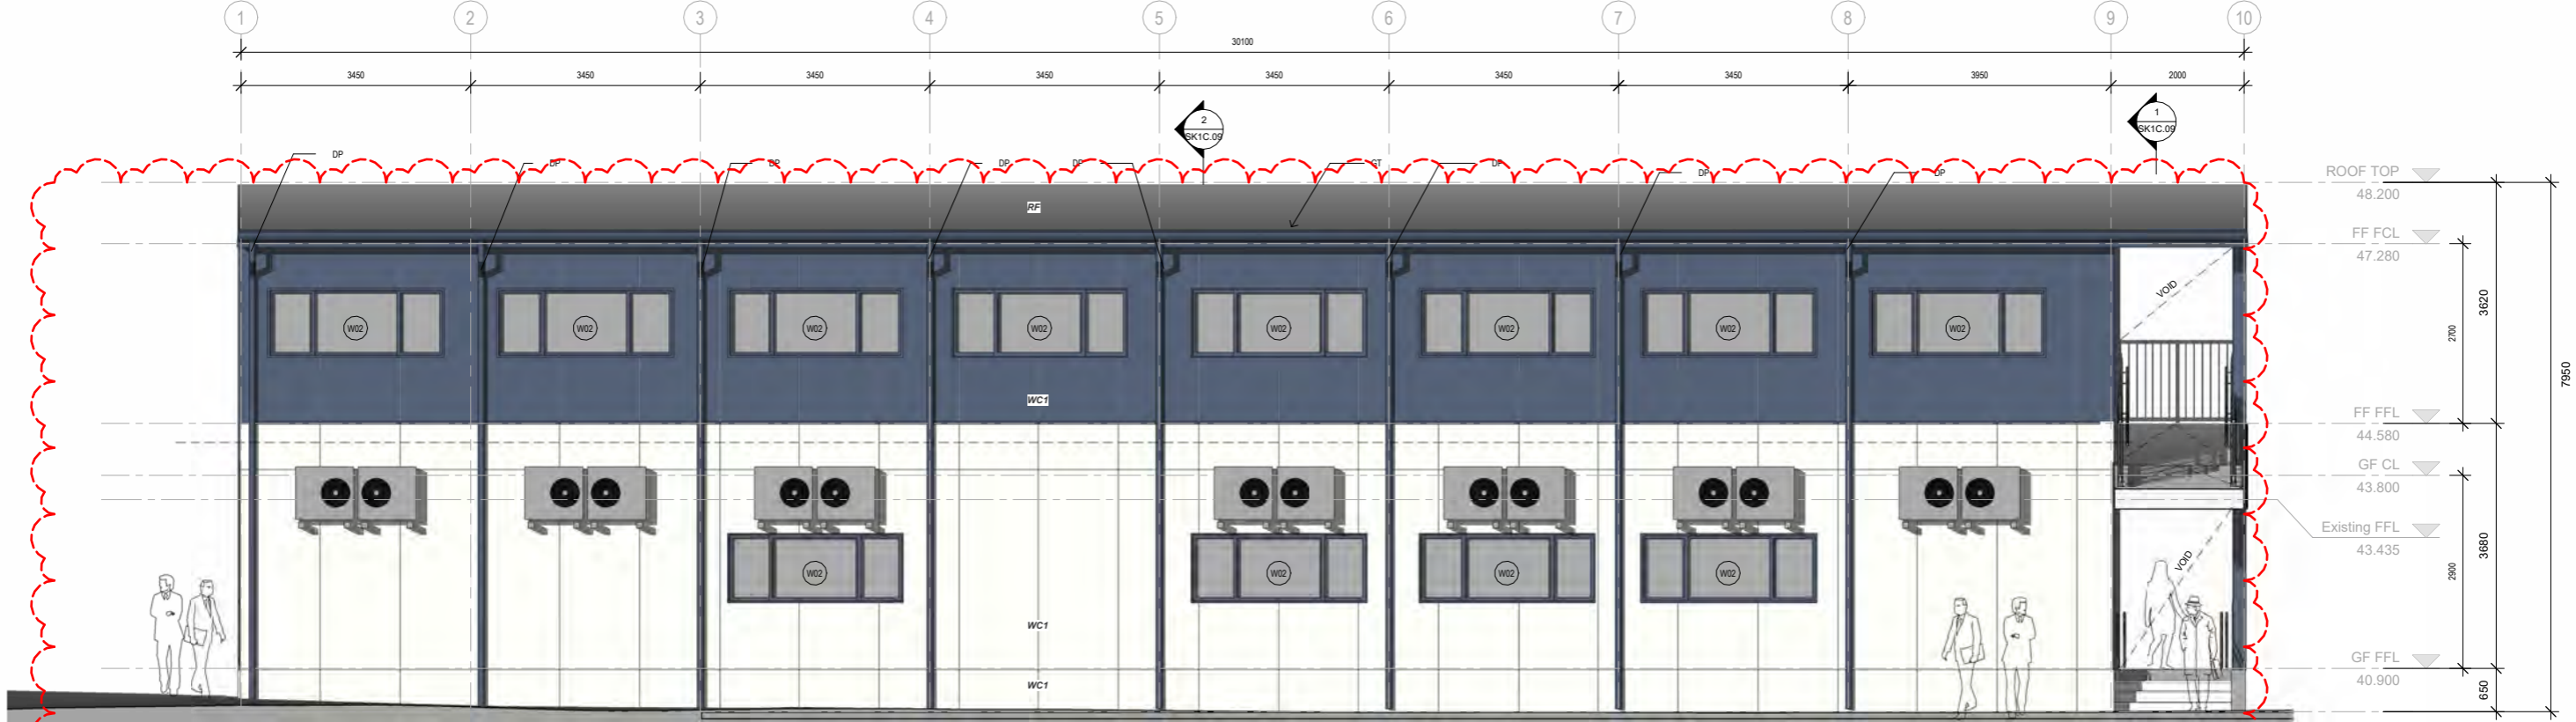 1 2 3 4 5 6 7 8 9 10
30100
3450 3450 3450 3450 3450 3450 3450 3950 2000
2
SK1C.09
1
SK1C.09
DP DP DP DP DP GT DP DP DP
ROOF TOP
48.200
RF
FF FCL
47.280
VOID
3620
W02 W02 W02 W02 W02 W02 W02 W02
2700
7950
WC1
FF FFL
44.580
GF CL
43.800
Existing FFL
43.435
3680
VOID
2900
W02 W02 W02 W02
WC1
GF FFL
40.900
WC1
650